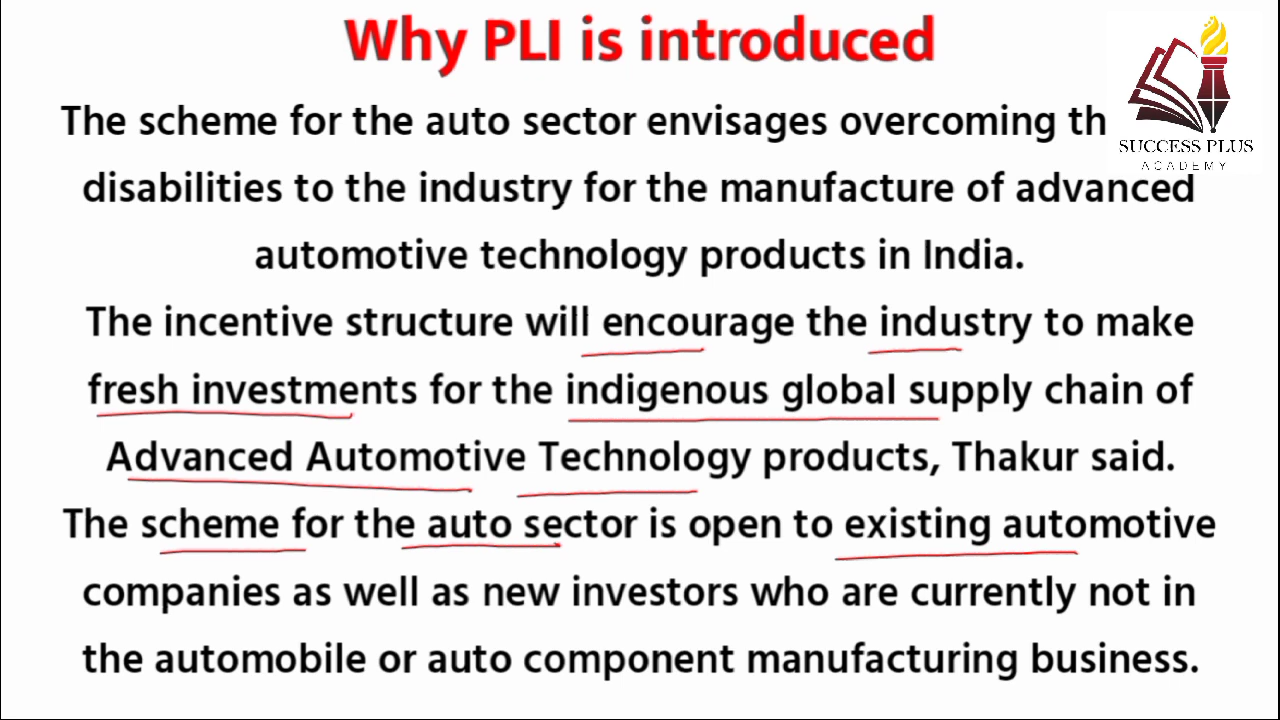 Why PLI is introduced
The scheme for the auto sector envisages overcoming
disabilities to the industry for the manufacture of advanced
automotive technology products in India.
The incentive structure will encourage the industry to make
fresh investments for the indigenous global supply chain of
Advanced Automotive Technology products, Thakur said.
The scheme for the auto sector is open to existing automotive
companies as well as new investors who are currently not in
the automobile or auto component manufacturing business.
SUCCESS PLUS
ACADEMY